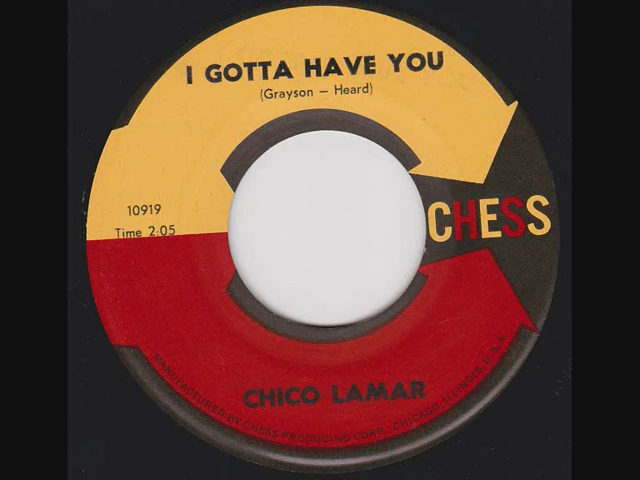 I GOTTA HAVE YOU
(Grayson – Heard)
10919
Time 2:05
CHESS
CHICO LAMAR
MANUFACTURED BY CHESS PRODUCING CORP. CHICAGO, ILLINOIS, U.S.A.